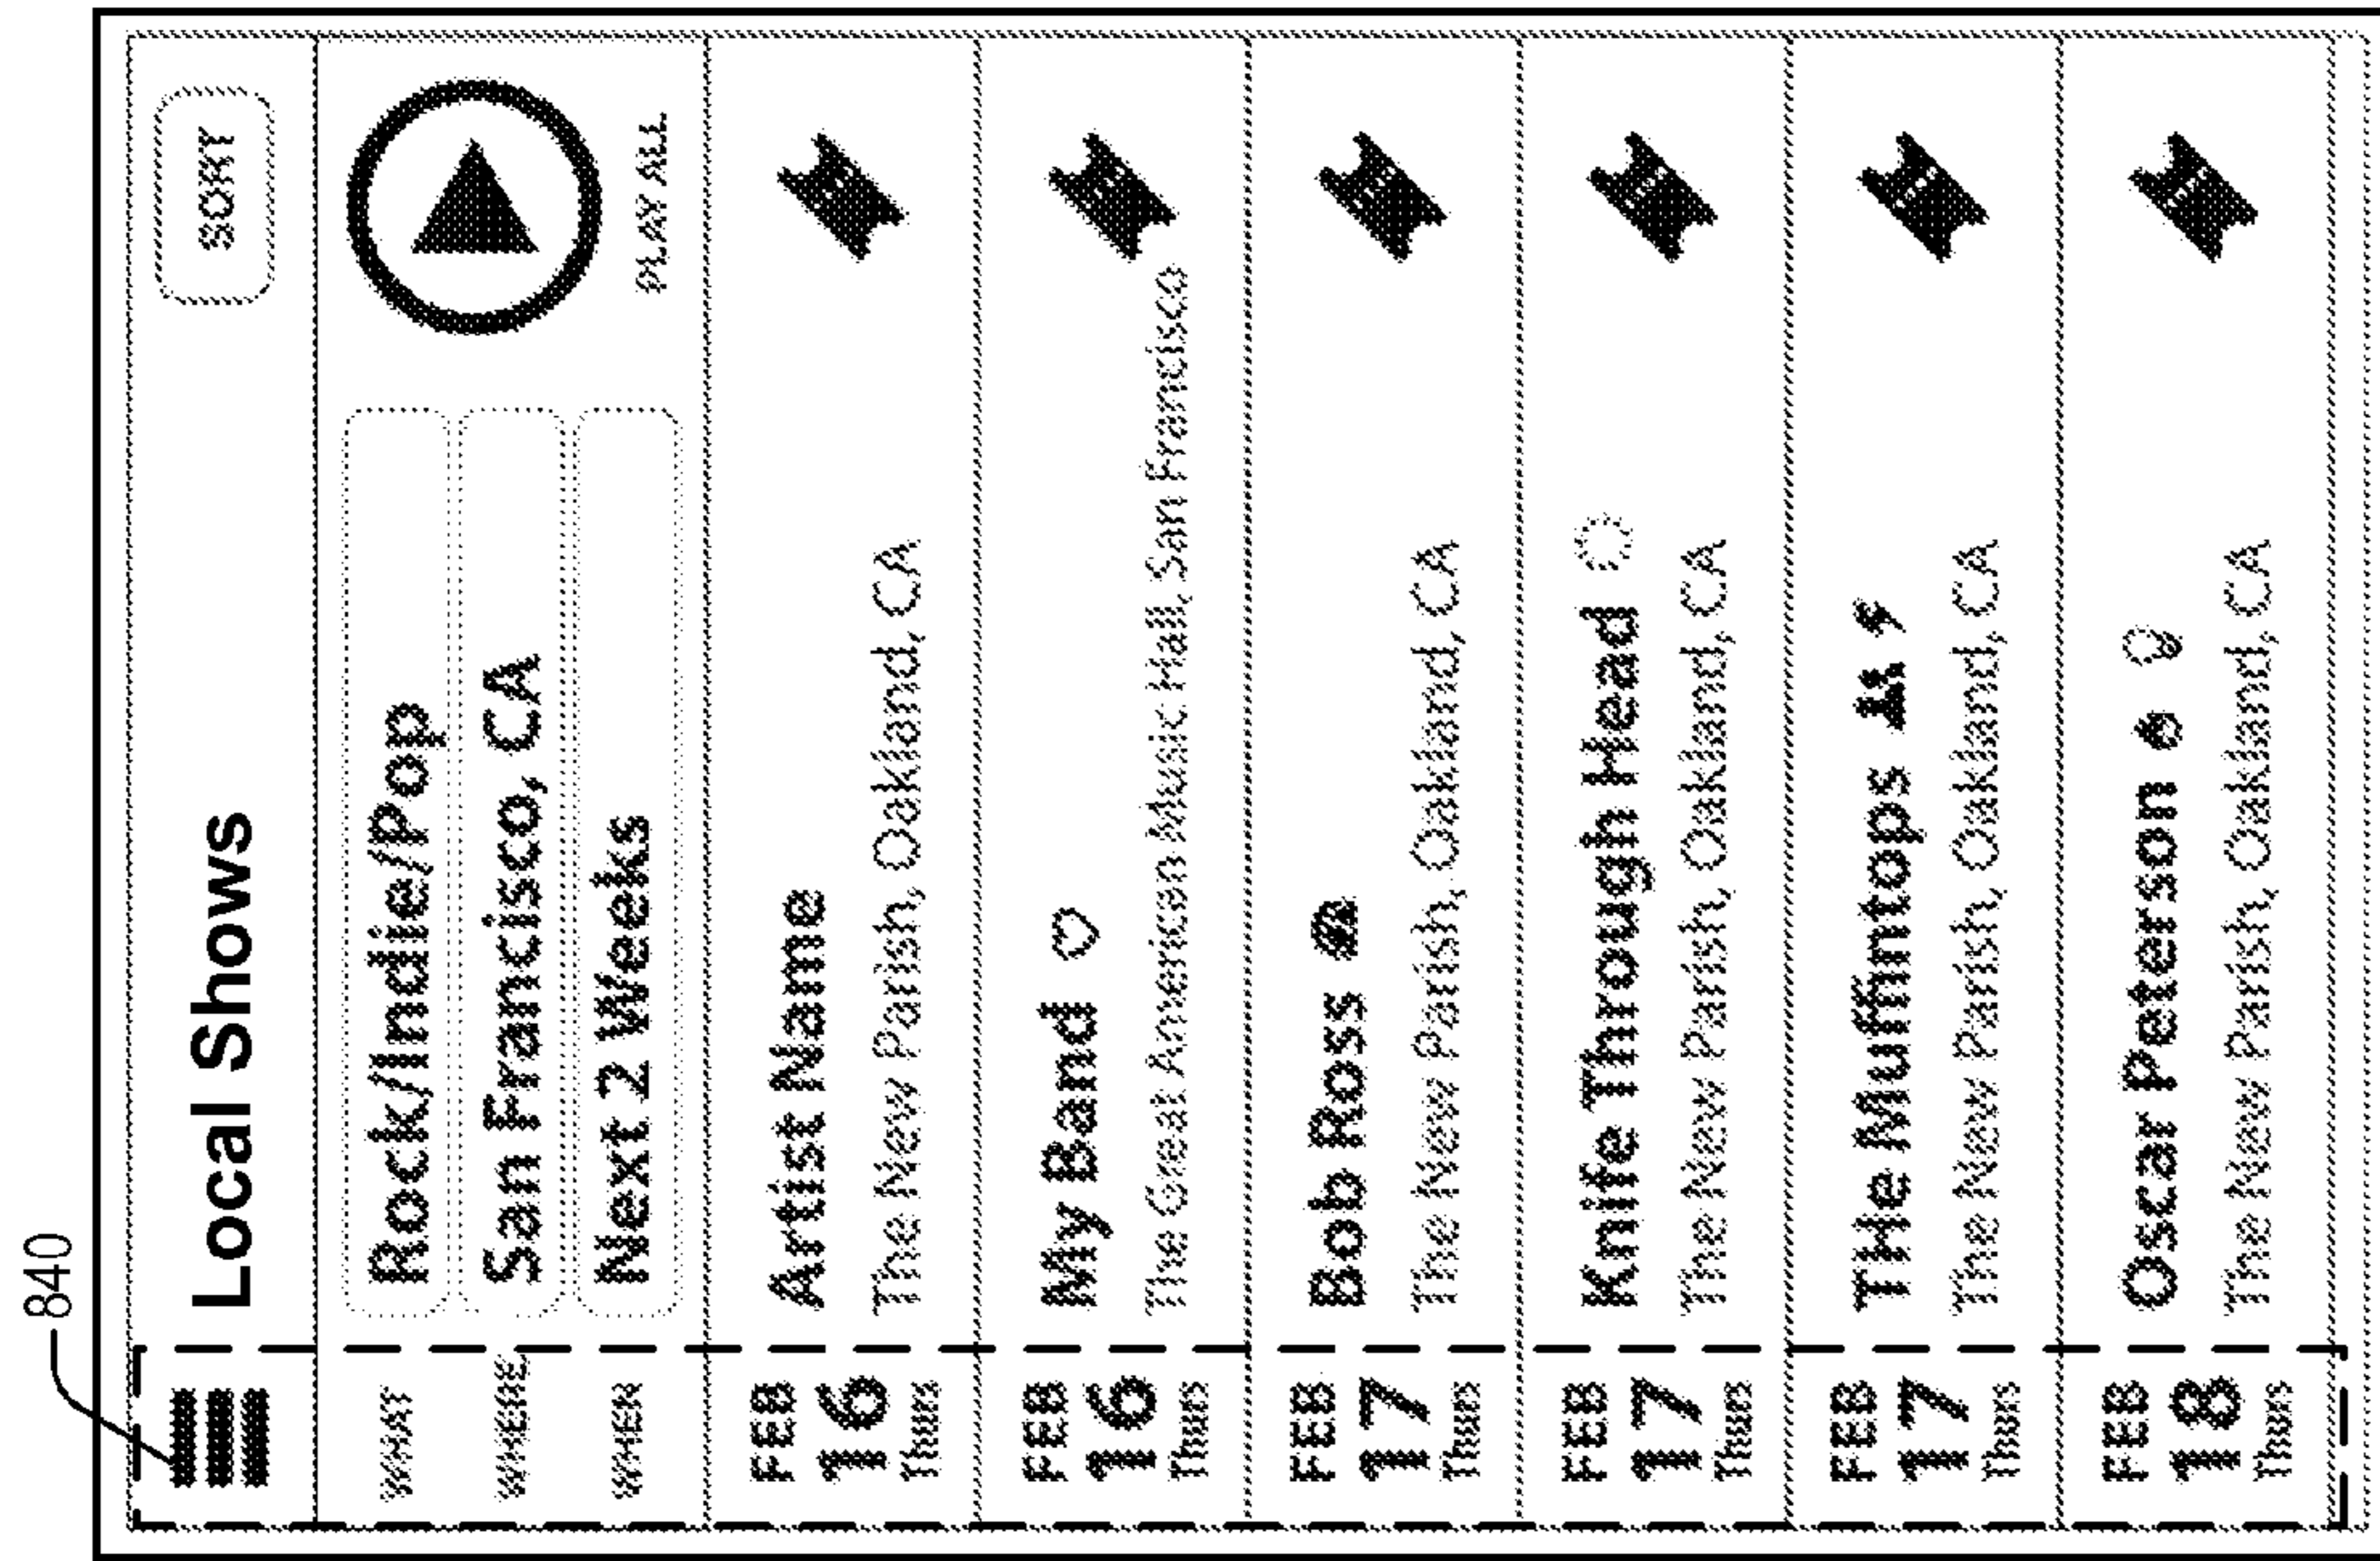 840
Local Shows
SORT
WHAT
Rock/Indie/Pop
WHERE
San Francisco, CA
WHEN
Next 2 Weeks
PLAY ALL
FEB
16
Thurs
Artist Name
The New Parish, Oakland, CA
FEB
16
Thurs
My Band
The Great American Music Hall, San Francisco
FEB
17
Thurs
Bob Ross
The New Parish, Oakland, CA
FEB
17
Thurs
Knife Through Head
The New Parish, Oakland, CA
FEB
17
Thurs
THe Muffintops
The New Parish, Oakland, CA
FEB
18
Thurs
Oscar Peterson
The New Parish, Oakland, CA